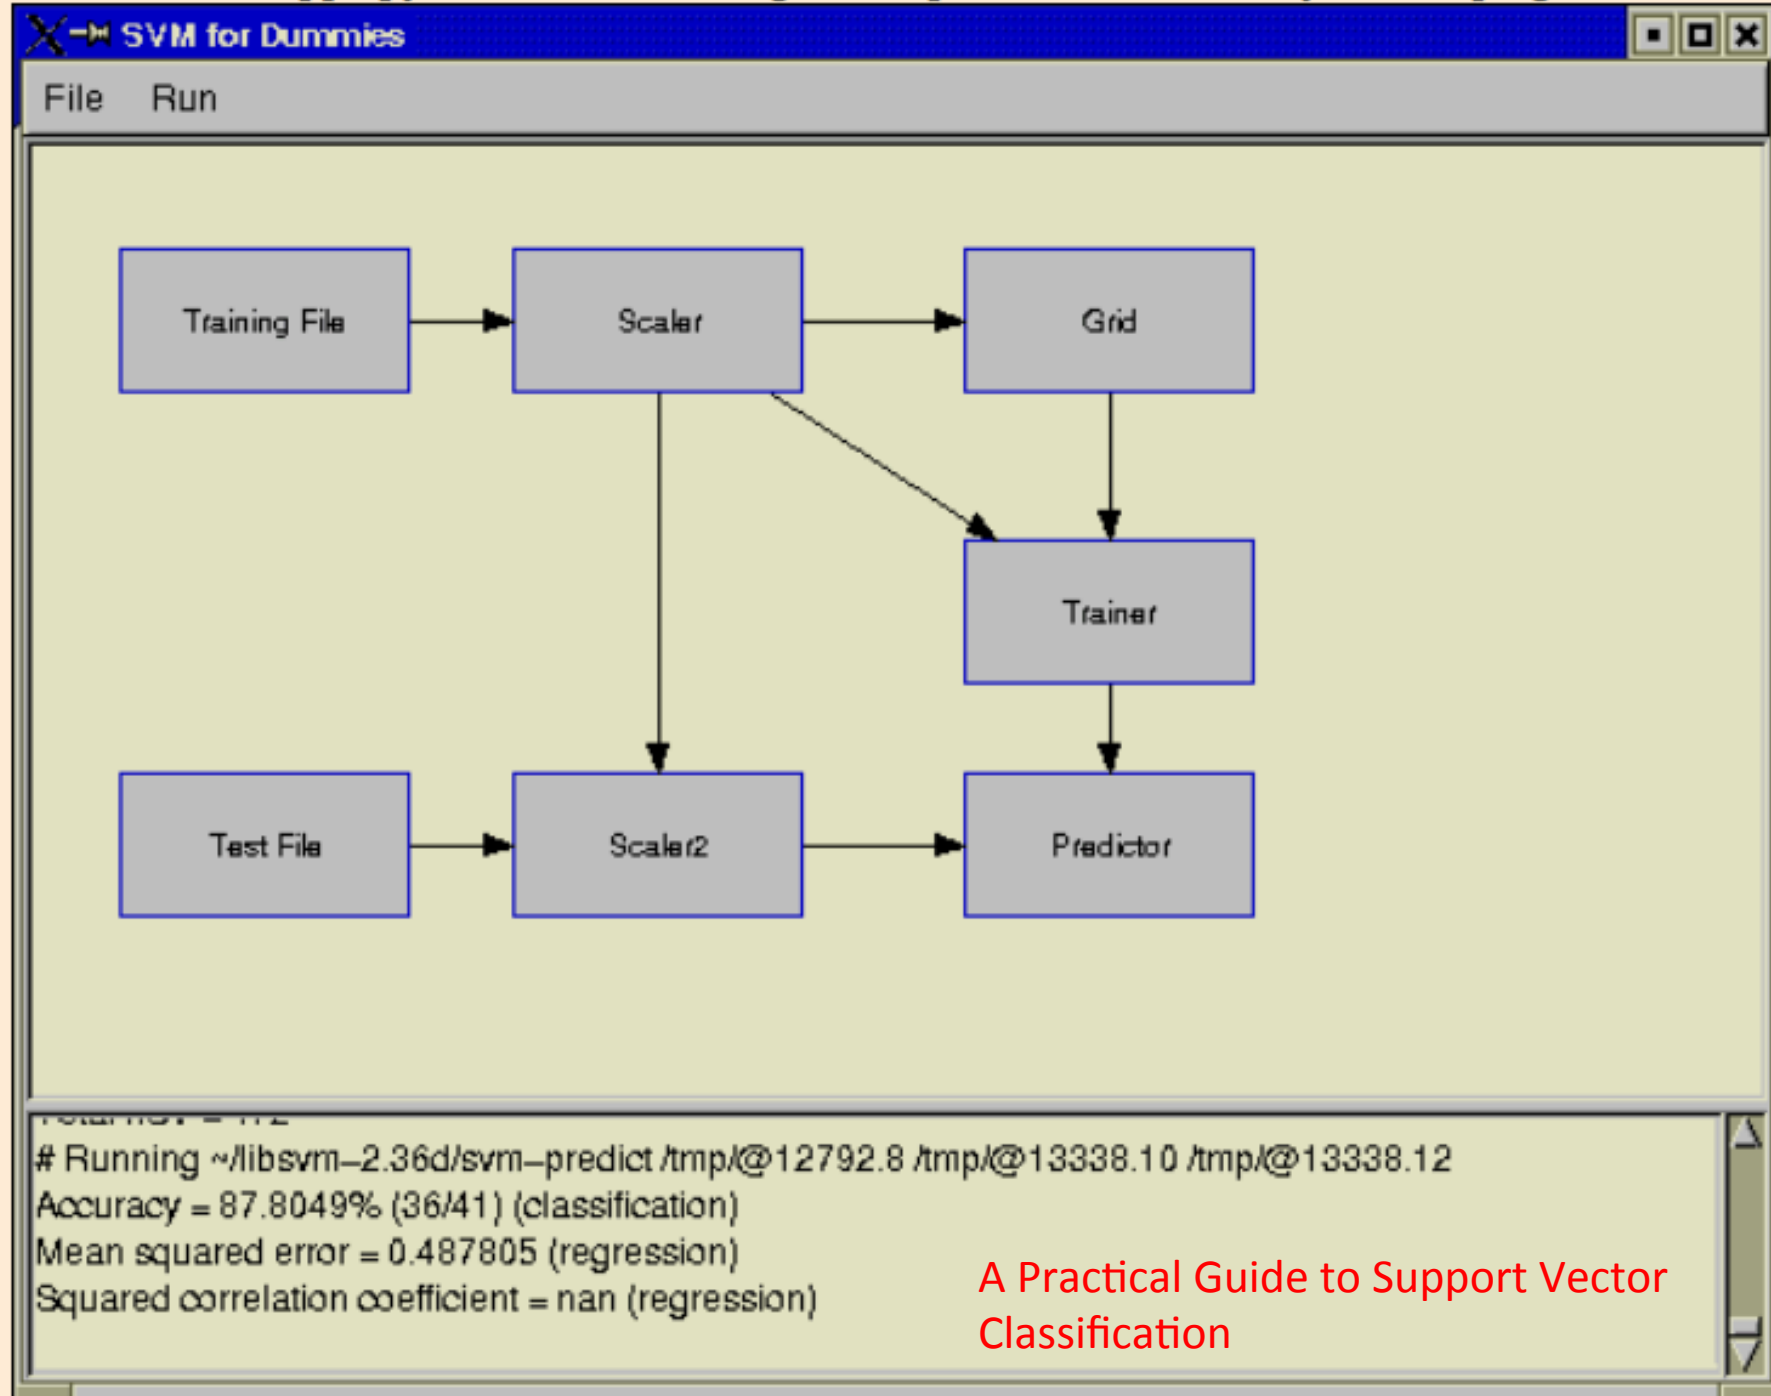 SVM for Dummies
File Run
Training File
Scaler
Grid
Trainer
Test File
Scaler2
Predictor
# Running ~/libsvm–2.36d/svm–predict /tmp/@12792.8 /tmp/@13338.10 /tmp/@13338.12
Accuracy = 87.8049% (36/41) (classification)
Mean squared error = 0.487805 (regression)
Squared correlation coefficient = nan (regression)
A Practical Guide to Support Vector
Classification